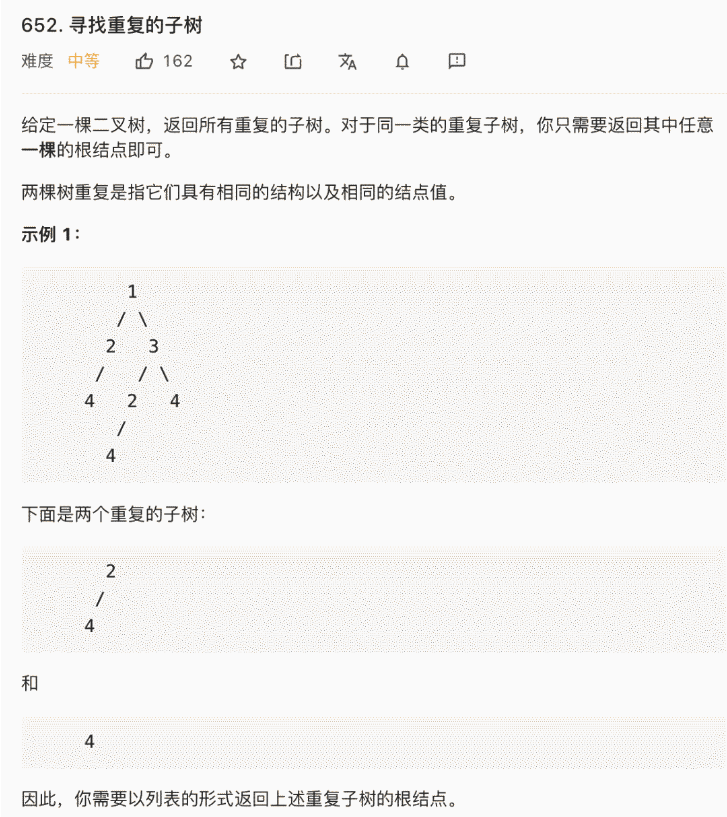 652. 寻找重复的子树
难度 中等 162
给定一棵二叉树，返回所有重复的子树。对于同一类的重复子树，你只需要返回其中任意
一棵的根结点即可。
两棵树重复是指它们具有相同的结构以及相同的结点值。
示例 1：
1
/ \
2 3
/ / \
4 2 4
/
4
下面是两个重复的子树：
2
/
4
和
4
因此，你需要以列表的形式返回上述重复子树的根结点。